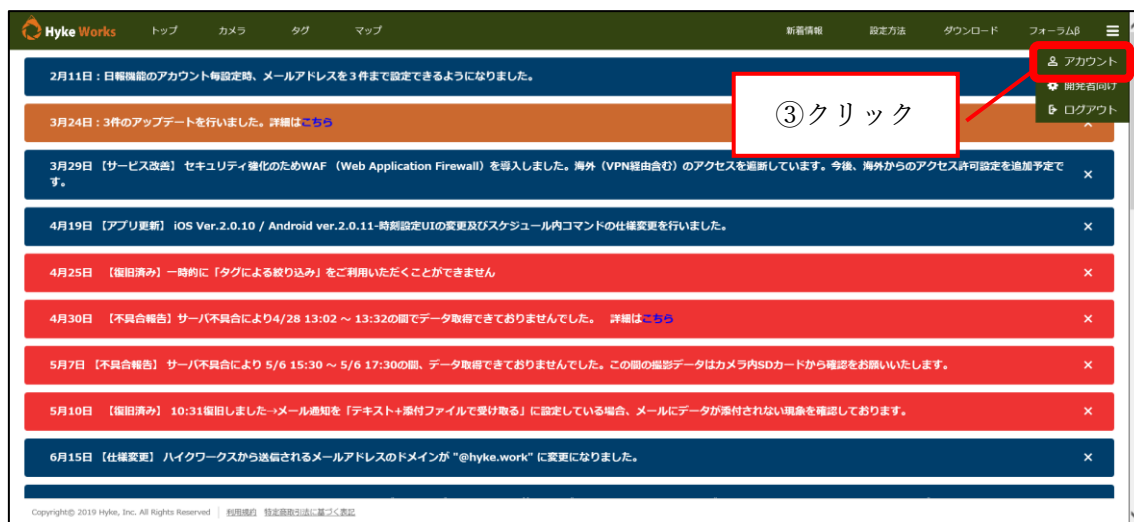 Hyke Works トップ カメラ タグ マップ 新着情報 設定方法 ダウンロード フォーラムβ
アカウント
開発者向け
ログアウト
③クリック
2月11日：日報機能のアカウント毎設定時、メールアドレスを3件まで設定できるようになりました。
3月24日：3件のアップデートを行いました。詳細はこちら
×
3月29日 【サービス改善】 セキュリティ強化のためWAF （Web Application Firewall）を導入しました。海外（VPN経由含む）のアクセスを遮断しています。今後、海外からのアクセス許可設定を追加予定で
す。
×
4月19日 【アプリ更新】 iOS Ver.2.0.10 / Android ver.2.0.11-時刻設定UIの変更及びスケジュール内コマンドの仕様変更を行いました。 ×
4月25日 【復旧済み】一時的に「タグによる絞り込み」をご利用いただくことができません ×
4月30日 【不具合報告】サーバ不具合により4/28 13:02 ～ 13:32の間でデータ取得できておりませんでした。 詳細はこちら ×
5月7日 【不具合報告】 サーバ不具合により 5/6 15:30 ～ 5/6 17:30の間、データ取得できておりませんでした。この間の撮影データはカメラ内SDカードから確認をお願いいたします。 ×
5月10日 【復旧済み】 10:31復旧しました→メール通知を「テキスト+添付ファイルで受け取る」に設定している場合、メールにデータが添付されない現象を確認しております。 ×
6月15日 【仕様変更】 ハイクワークスから送信されるメールアドレスのドメインが "@hyke.work" に変更になりました。 ×
Copyright© 2019 Hyke, Inc. All Rights Reserved 利用規約 特定商取引法に基づく表記